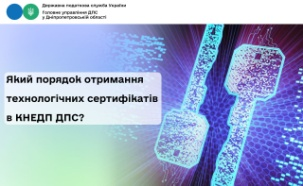 Державна податкова служба України
Головне управління ДПС
у Дніпропетровській області
Який порядок отримання
технологічних сертифікатів
в КНЕДП ДПС?